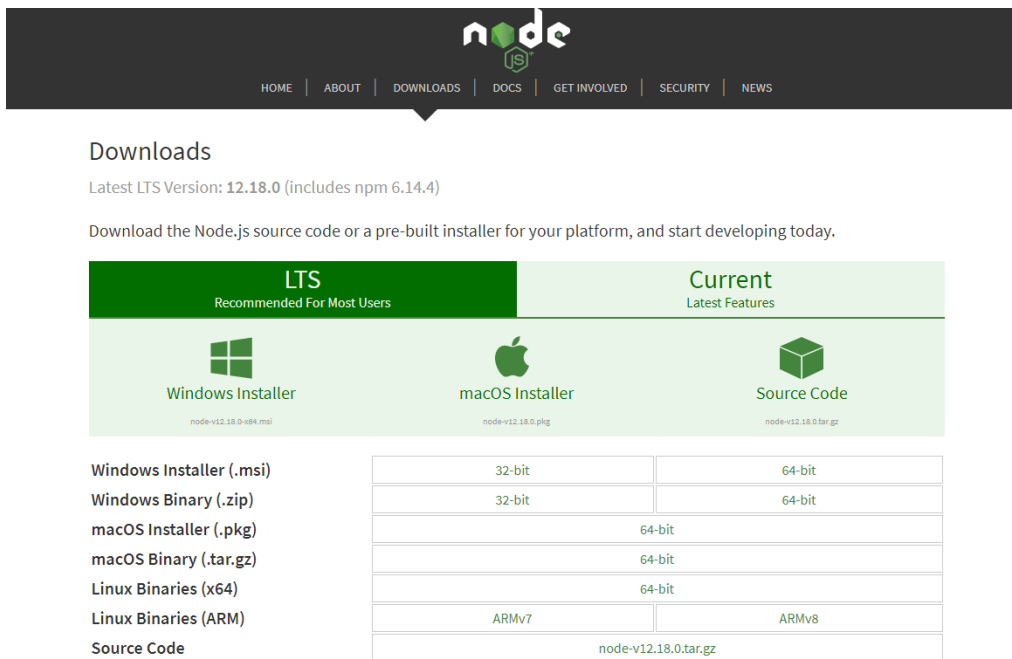 node
JS
HOME | ABOUT | DOWNLOADS | DOCS | GET INVOLVED | SECURITY | NEWS
Downloads
Latest LTS Version: 12.18.0 (includes npm 6.14.4)
Download the Node.js source code or a pre-built installer for your platform, and start developing today.
LTS
Recommended For Most Users
Current
Latest Features
Windows Installer
node-v12.18.0-x64.msi
macOS Installer
node-v12.18.0.pkg
Source Code
node-v12.18.0.tar.gz
Windows Installer (.msi) 32-bit 64-bit
Windows Binary (.zip) 32-bit 64-bit
macOS Installer (.pkg) 64-bit
macOS Binary (.tar.gz) 64-bit
Linux Binaries (x64) 64-bit
Linux Binaries (ARM) ARMv7 ARMv8
Source Code node-v12.18.0.tar.gz